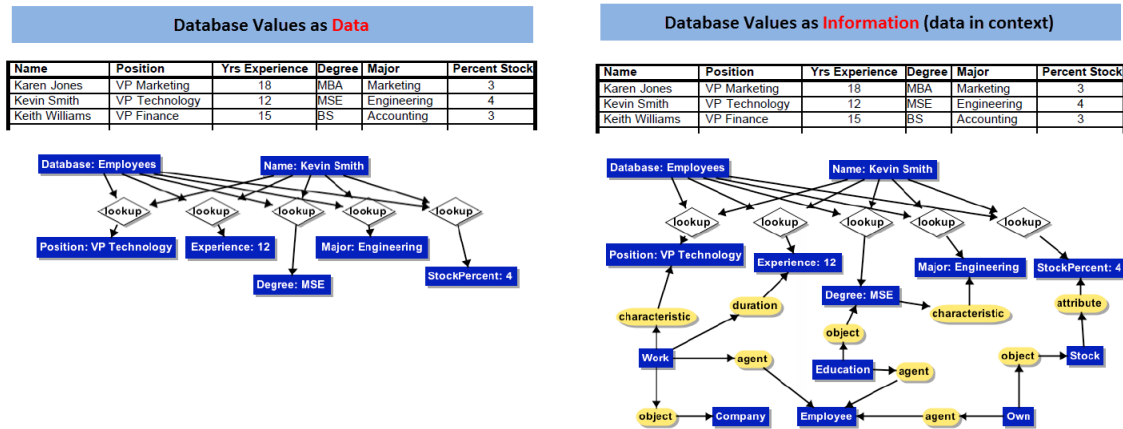 Database Values as Data
Name Position Yrs Experience Degree Major Percent Stock
Karen Jones VP Marketing 18 MBA Marketing 3
Kevin Smith VP Technology 12 MSE Engineering 4
Keith Williams VP Finance 15 BS Accounting 3
Database: Employees Name: Kevin Smith
lookup lookup lookup lookup lookup
Position: VP Technology Experience: 12 Major: Engineering
StockPercent: 4
Degree: MSE
Database Values as Information (data in context)
Name Position Yrs Experience Degree Major Percent Stock
Karen Jones VP Marketing 18 MBA Marketing 3
Kevin Smith VP Technology 12 MSE Engineering 4
Keith Williams VP Finance 15 BS Accounting 3
Database: Employees Name: Kevin Smith
lookup lookup lookup lookup lookup
Position: VP Technology Experience: 12 Major: Engineering StockPercent: 4
Degree: MSE
characteristic duration characteristic attribute
object
Work agent Education agent object Stock
object Company Employee agent Own